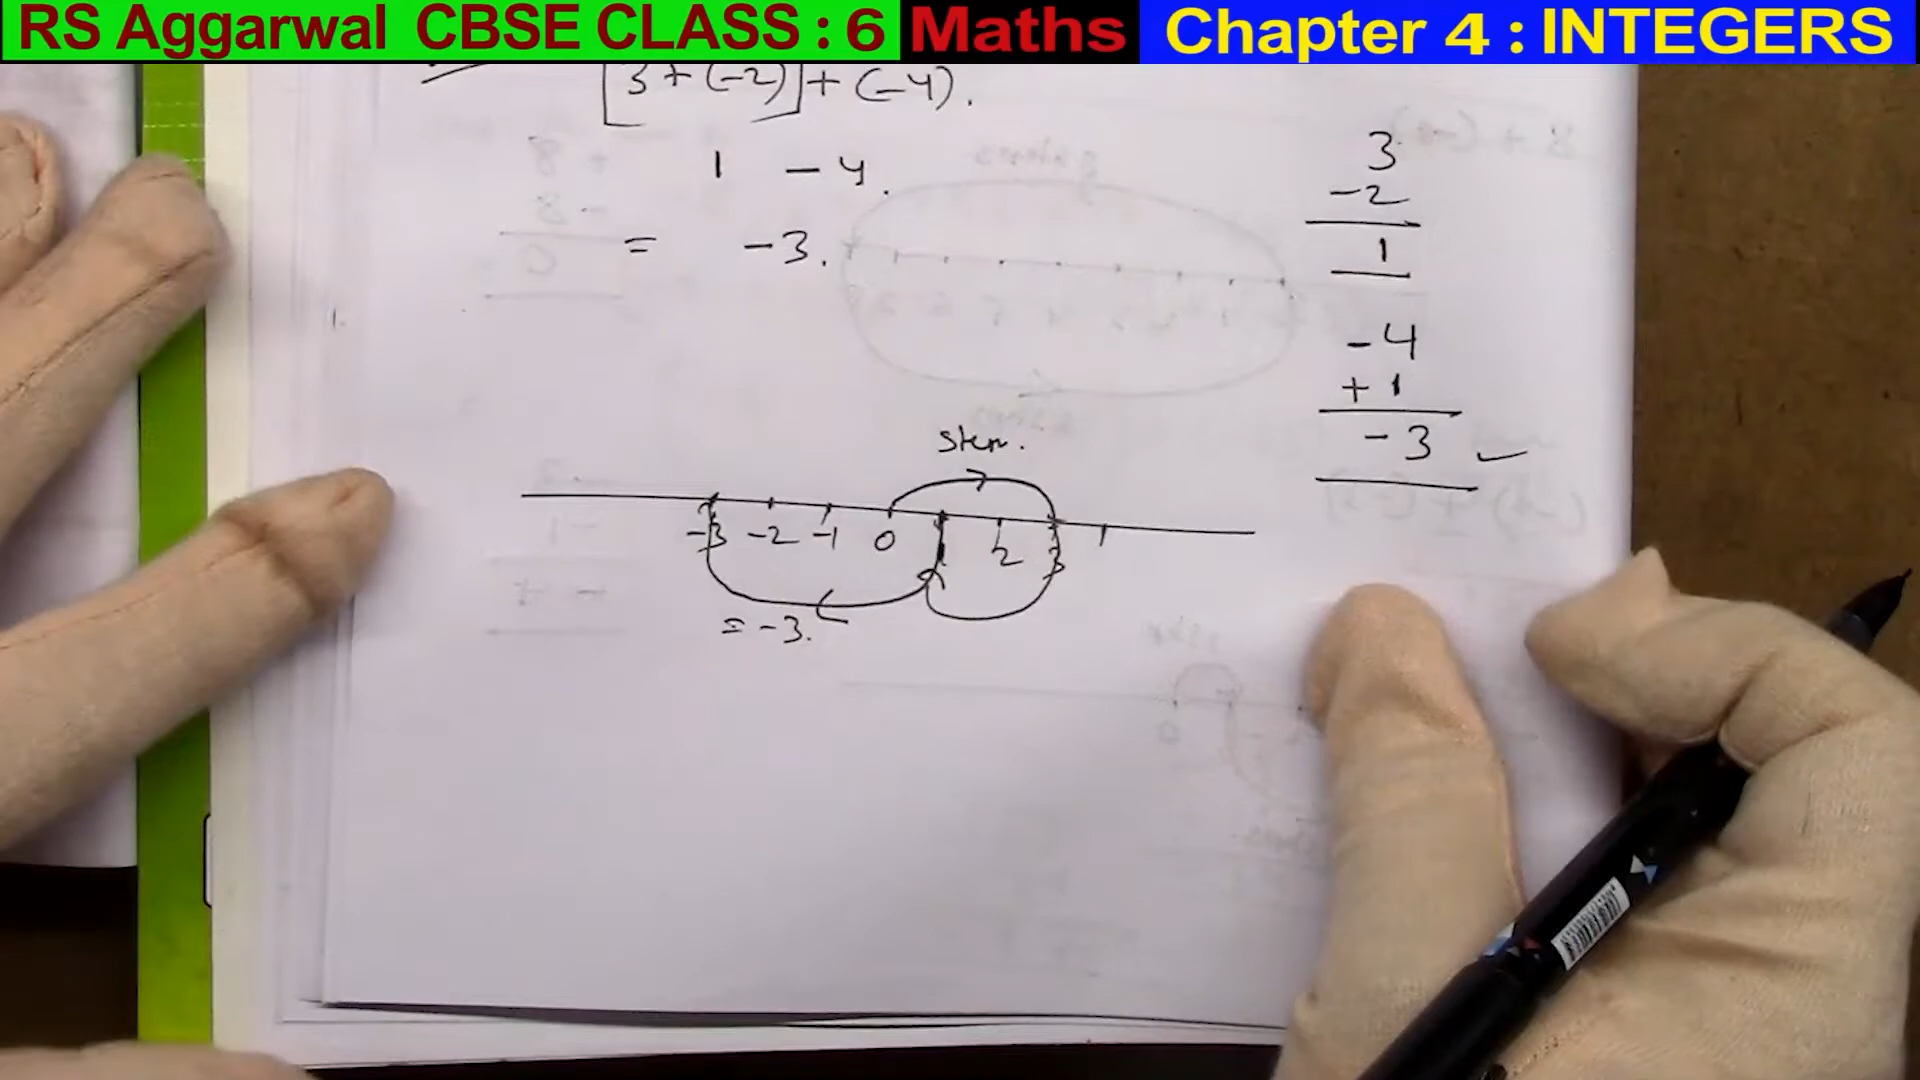 RS Aggarwal CBSE CLASS : 6 Maths Chapter 4 : INTEGERS
[3 + (-2)] + (-4).
1 - 4.
= -3.
3
-2
1
-4
+1
-3
-3 -2 -1 0 1 2 3
= -3.